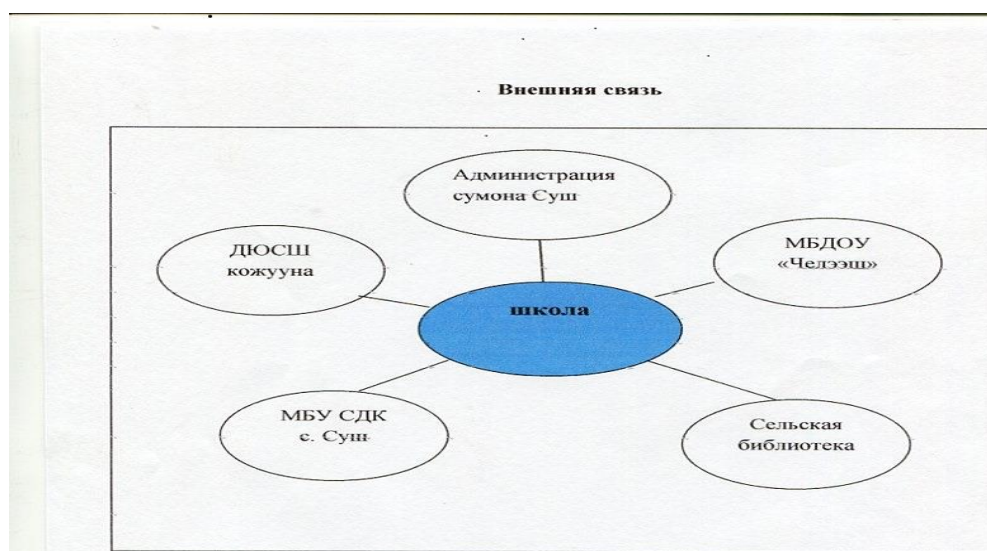 Внешняя связь
Администрация
сумона Суш
ДЮСШ
кожууна
МБДОУ
«Челээш»
школа
МБУ СДК
с. Суш
Сельская
библиотека